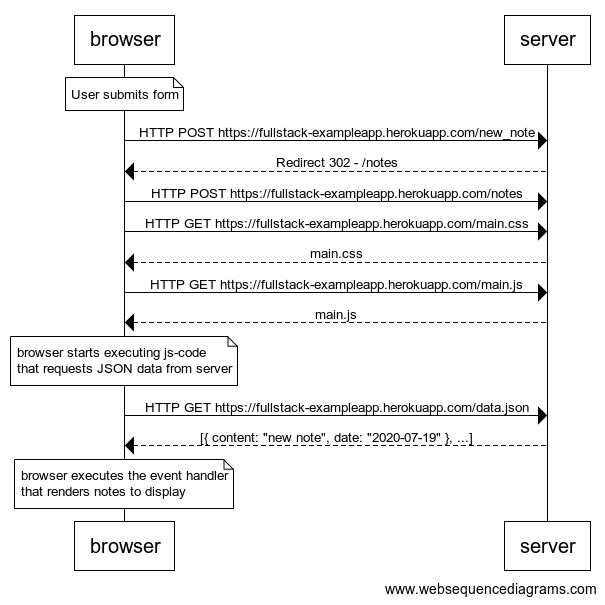 browser
server
User submits form
HTTP POST https://fullstack-exampleapp.herokuapp.com/new_note
Redirect 302 - /notes
HTTP POST https://fullstack-exampleapp.herokuapp.com/notes
HTTP GET https://fullstack-exampleapp.herokuapp.com/main.css
main.css
HTTP GET https://fullstack-exampleapp.herokuapp.com/main.js
main.js
browser starts executing js-code
that requests JSON data from server
HTTP GET https://fullstack-exampleapp.herokuapp.com/data.json
[{ content: "new note", date: "2020-07-19" }, ...]
browser executes the event handler
that renders notes to display
browser
server
www.websequencediagrams.com